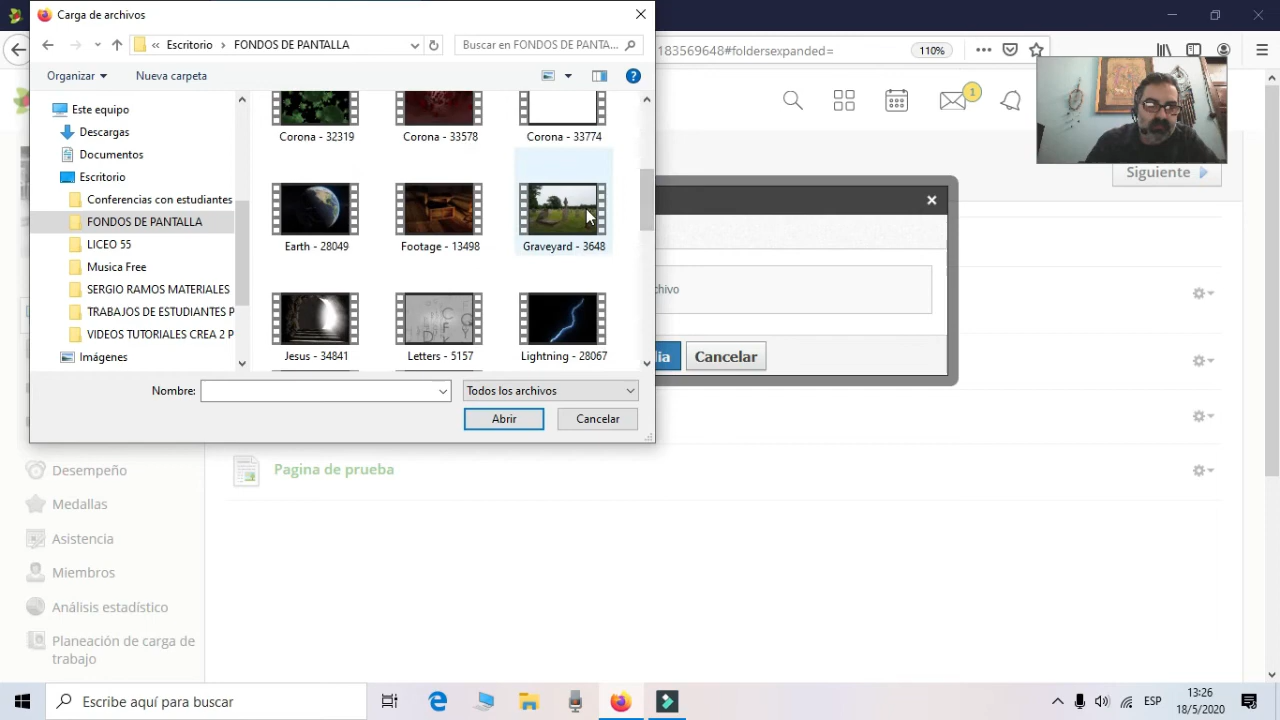 Carga de archivos
« Escritorio > FONDOS DE PANTALLA
Buscar en FONDOS DE PANTA...
183569648#foldersexpanded=
110%
Organizar
Nueva carpeta
Este equipo
Descargas
Documentos
Escritorio
Conferencias con estudiantes
FONDOS DE PANTALLA
LICEO 55
Musica Free
SERGIO RAMOS MATERIALES
TRABAJOS DE ESTUDIANTES P
VIDEOS TUTORIALES CREA 2 P
Imágenes
Corona - 32319
Corona - 33578
Corona - 33774
Earth - 28049
Footage - 13498
Graveyard - 3648
Jesus - 34841
Letters - 5157
Lightning - 28067
Nombre:
Todos los archivos
Abrir
Cancelar
1
Siguiente
chivo
ia
Cancelar
Pagina de prueba
Desempeño
Medallas
Asistencia
Miembros
Análisis estadístico
Planeación de carga de
trabajo
Escribe aquí para buscar
ESP
13:26
18/5/2020